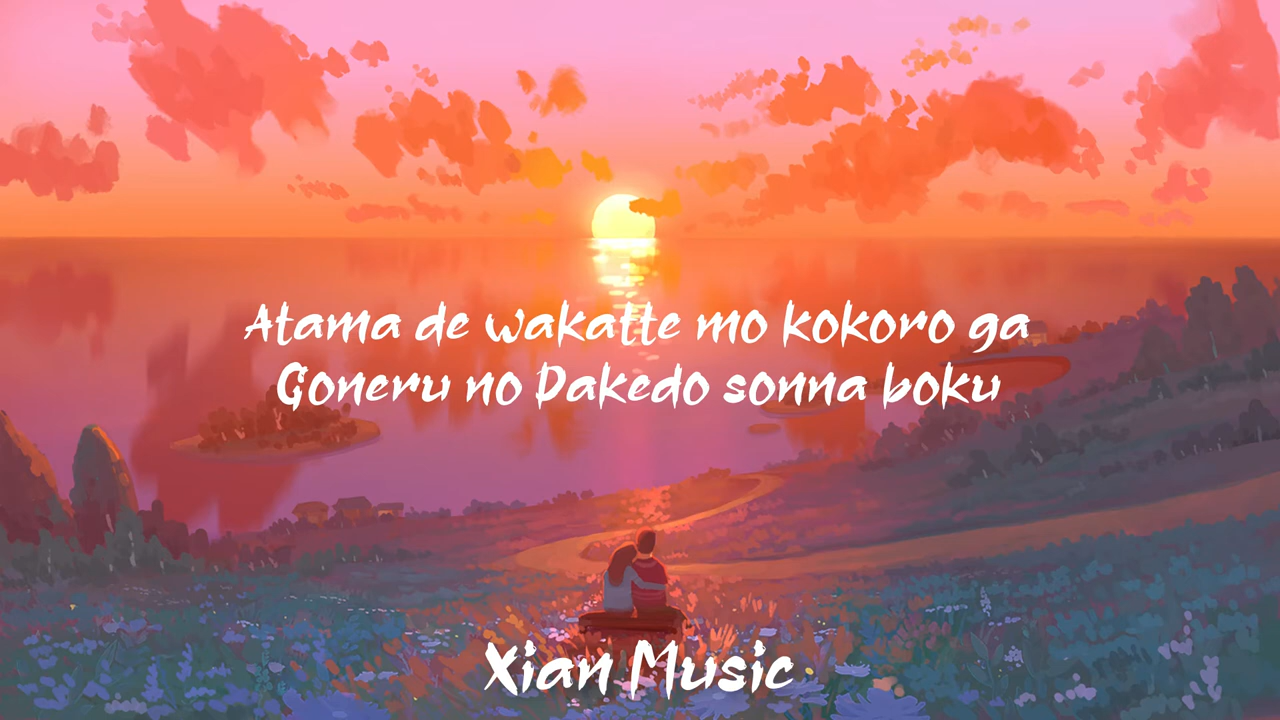 Atama de wakatte mo kokoro ga
Goneru no Dakedo sonna boku
Xian Music